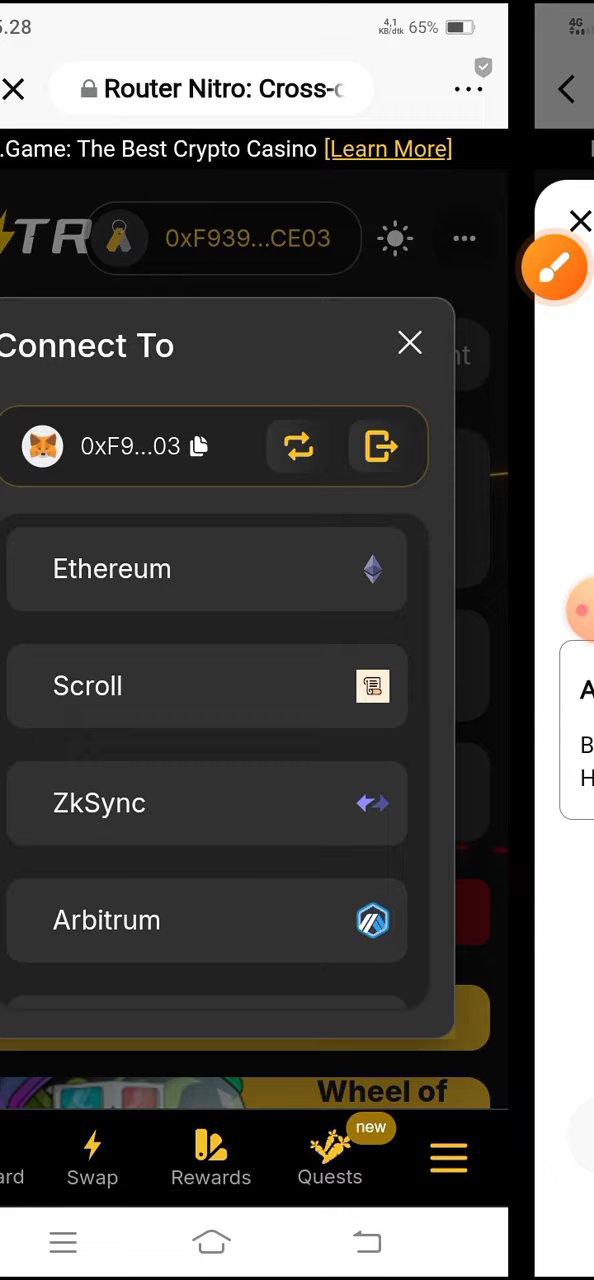 5.28
4,1
KB/dtk
65%
4G
Router Nitro: Cross-c
.Game: The Best Crypto Casino [Learn More]
TR
0xF939...CE03
Connect To
nt
0xF9...03
Ethereum
Scroll
A
ZkSync
B
H
Arbitrum
Wheel of
new
ard
Swap
Rewards
Quests